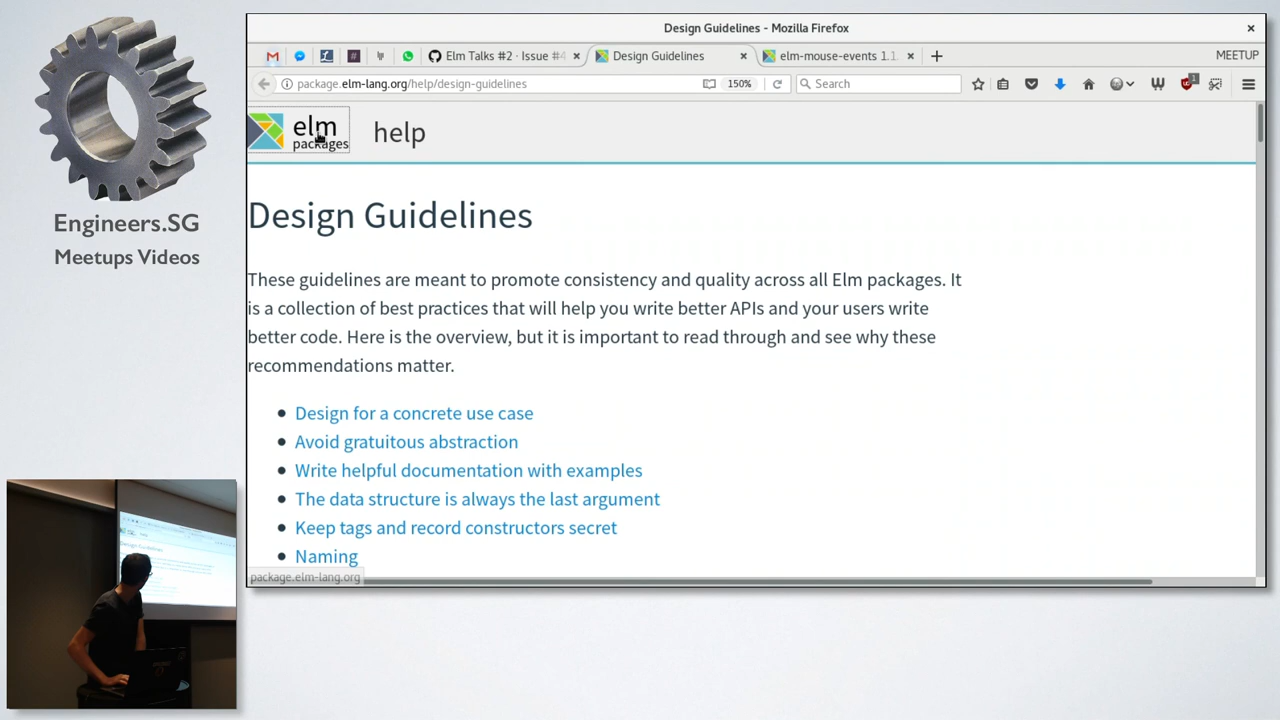 Engineers.SG
Meetups Videos
Design Guidelines - Mozilla Firefox
Elm Talks #2 · Issue #4
Design Guidelines
elm-mouse-events 1.1
MEETUP
package.elm-lang.org/help/design-guidelines
150%
Search
1
elm
packages
help
Design Guidelines
These guidelines are meant to promote consistency and quality across all Elm packages. It
is a collection of best practices that will help you write better APIs and your users write
better code. Here is the overview, but it is important to read through and see why these
recommendations matter.
Design for a concrete use case
Avoid gratuitous abstraction
Write helpful documentation with examples
The data structure is always the last argument
Keep tags and record constructors secret
Naming
package.elm-lang.org